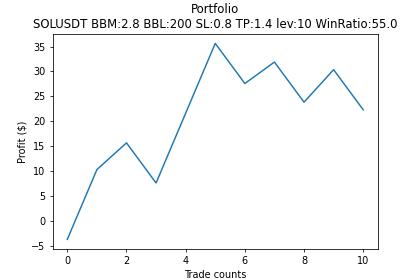 Portfolio
SOLUSDT BBM:2.8 BBL:200 SL:0.8 TP:1.4 lev:10 WinRatio:55.0
35
30
25
20
15
10
5
0
−5
Profit ($)
0 2 4 6 8 10
Trade counts